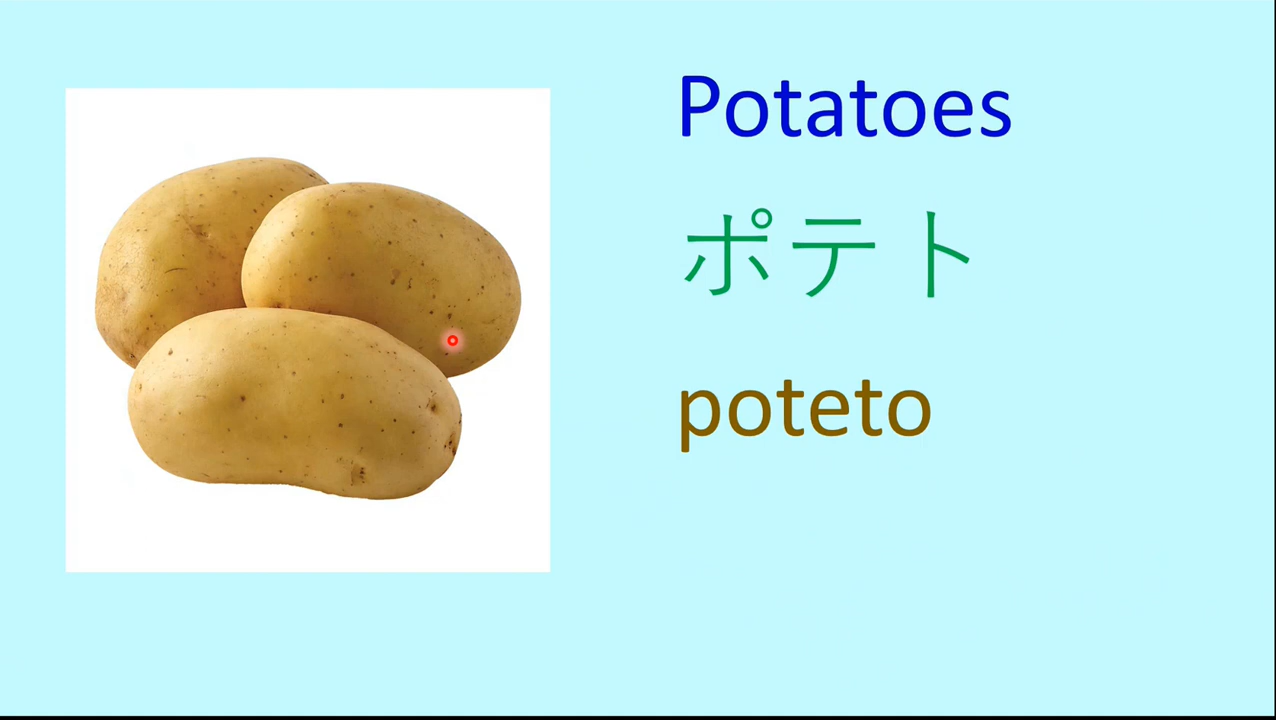 Potatoes
ポテト
poteto